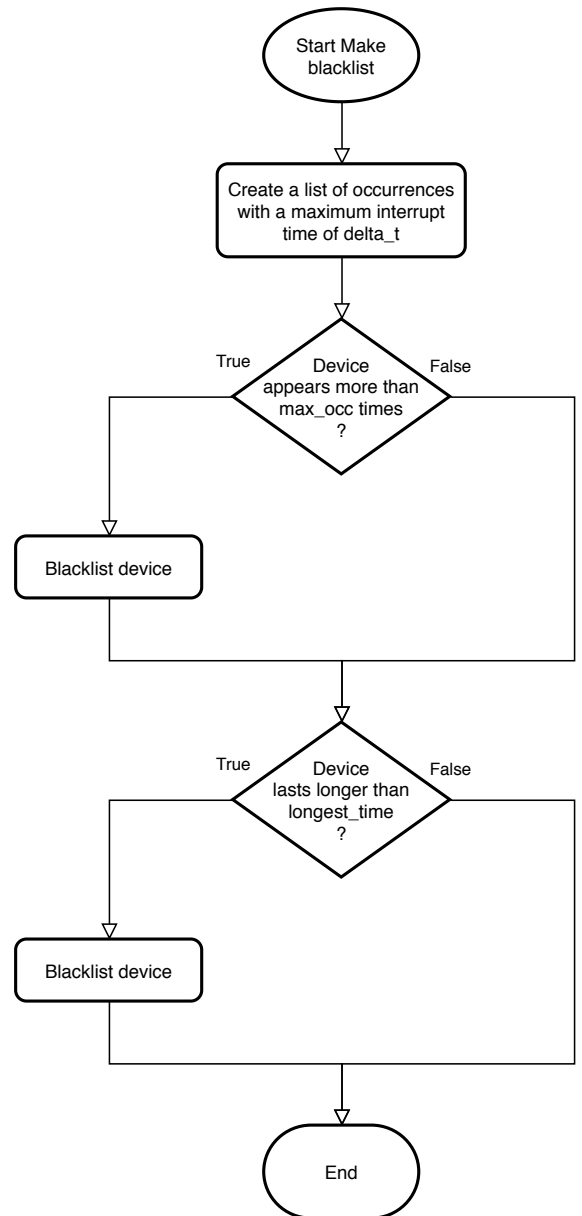 Start Make
blacklist
Create a list of occurrences
with a maximum interrupt
time of delta_t
True
Device
appears more than
max_occ times
?
False
Blacklist device
True
Device
lasts longer than
longest_time
?
False
Blacklist device
End